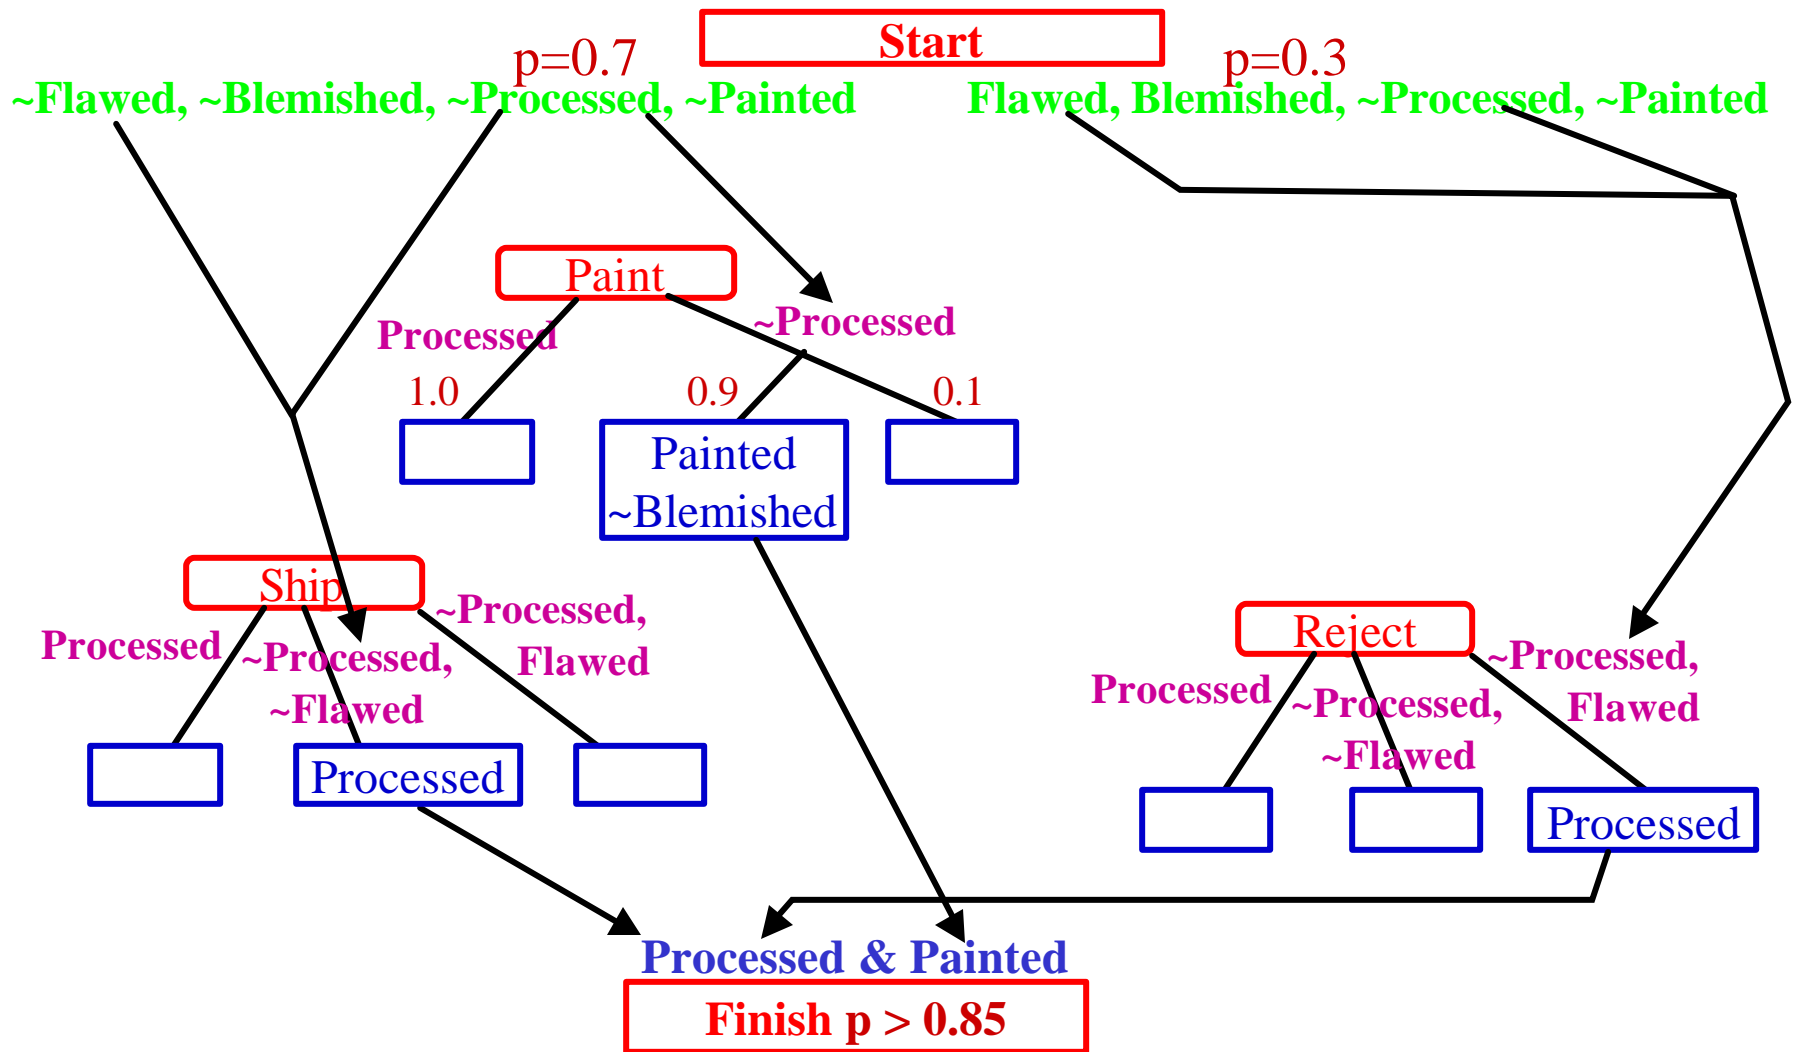 Start
p=0.7
p=0.3
~Flawed, ~Blemished, ~Processed, ~Painted
Flawed, Blemished, ~Processed, ~Painted
Paint
Processed
~Processed
1.0
0.9
0.1
Painted
~Blemished
Ship
Processed
~Processed,
~Flawed
~Processed,
Flawed
Processed
Reject
Processed
~Processed,
~Flawed
~Processed,
Flawed
Processed
Processed & Painted
Finish p > 0.85